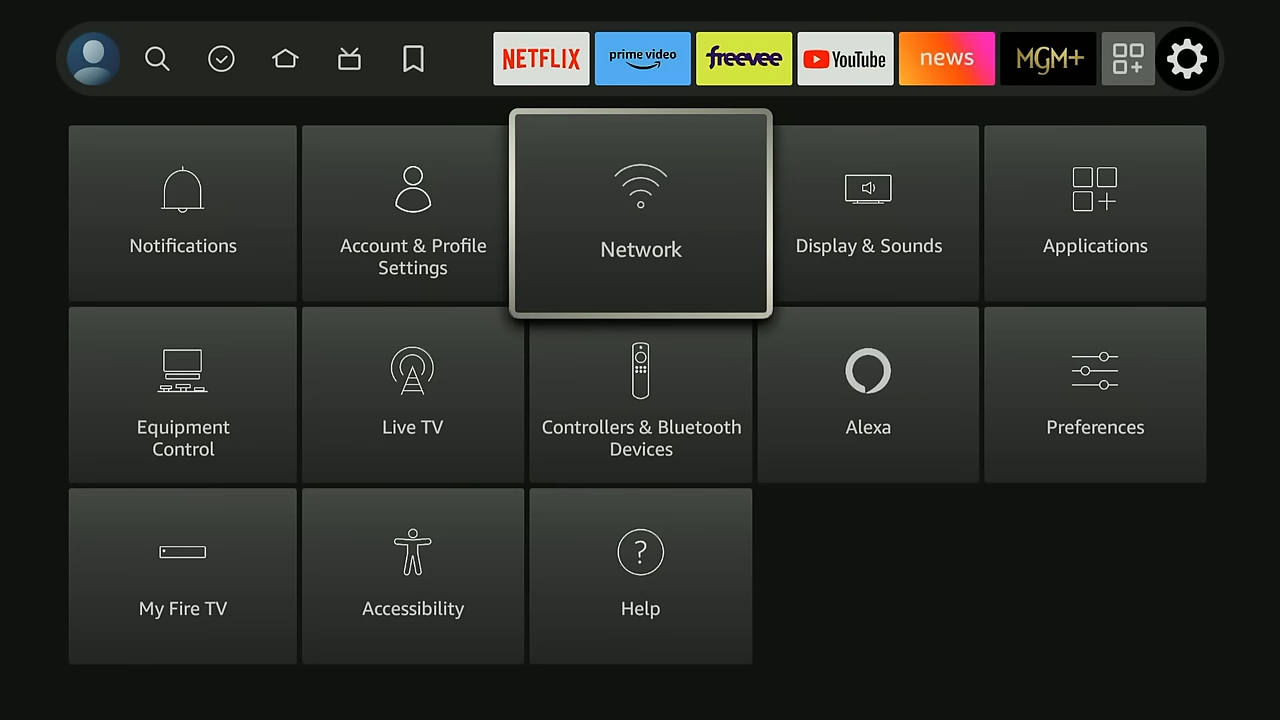 NETFLIX
prime video
freevee
YouTube
news
MGM+
Notifications
Account & Profile
Settings
Network
Display & Sounds
Applications
Equipment
Control
Live TV
Controllers & Bluetooth
Devices
Alexa
Preferences
My Fire TV
Accessibility
?
Help